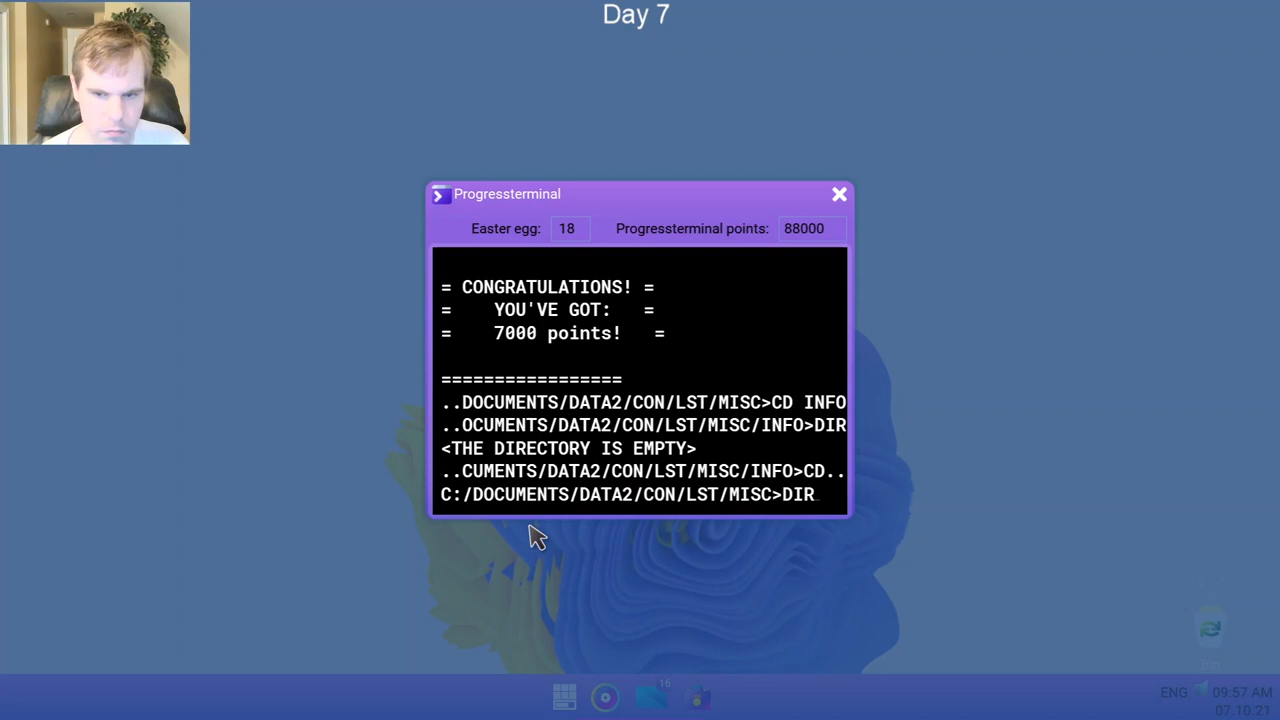 Day 7
Progressterminal
Easter egg: 18 Progressterminal points: 88000
= CONGRATULATIONS! =
= YOU'VE GOT: =
= 7000 points! =
=================
..DOCUMENTS/DATA2/CON/LST/MISC>CD INFO
..OCUMENTS/DATA2/CON/LST/MISC/INFO>DIR
<THE DIRECTORY IS EMPTY>
..CUMENTS/DATA2/CON/LST/MISC/INFO>CD..
C:/DOCUMENTS/DATA2/CON/LST/MISC>DIR
Bin
16
ENG 09:57 AM
07.10.21